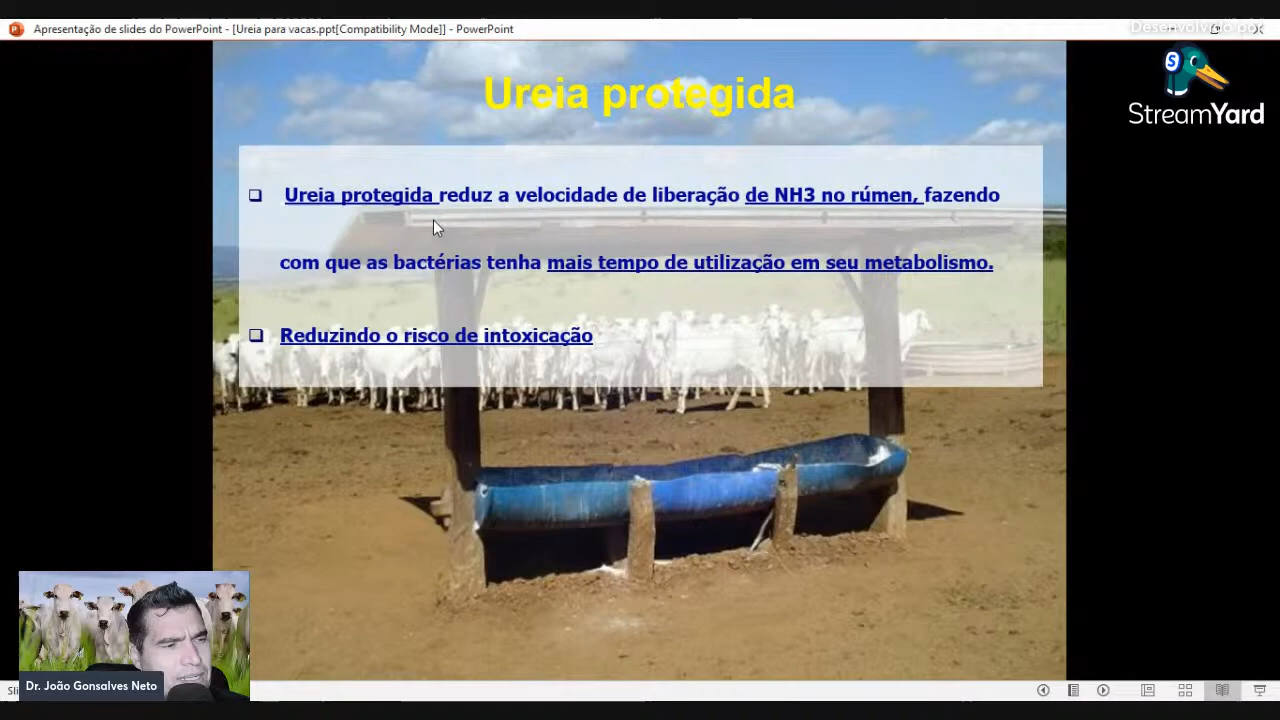 Apresentação de slides do PowerPoint - [Ureia para vacas.ppt[Compatibility Mode]] - PowerPoint
Desenvolvido por
StreamYard
Ureia protegida
Ureia protegida reduz a velocidade de liberação de NH3 no rúmen, fazendo
com que as bactérias tenha mais tempo de utilização em seu metabolismo.
Reduzindo o risco de intoxicação
Dr. João Gonsalves Neto